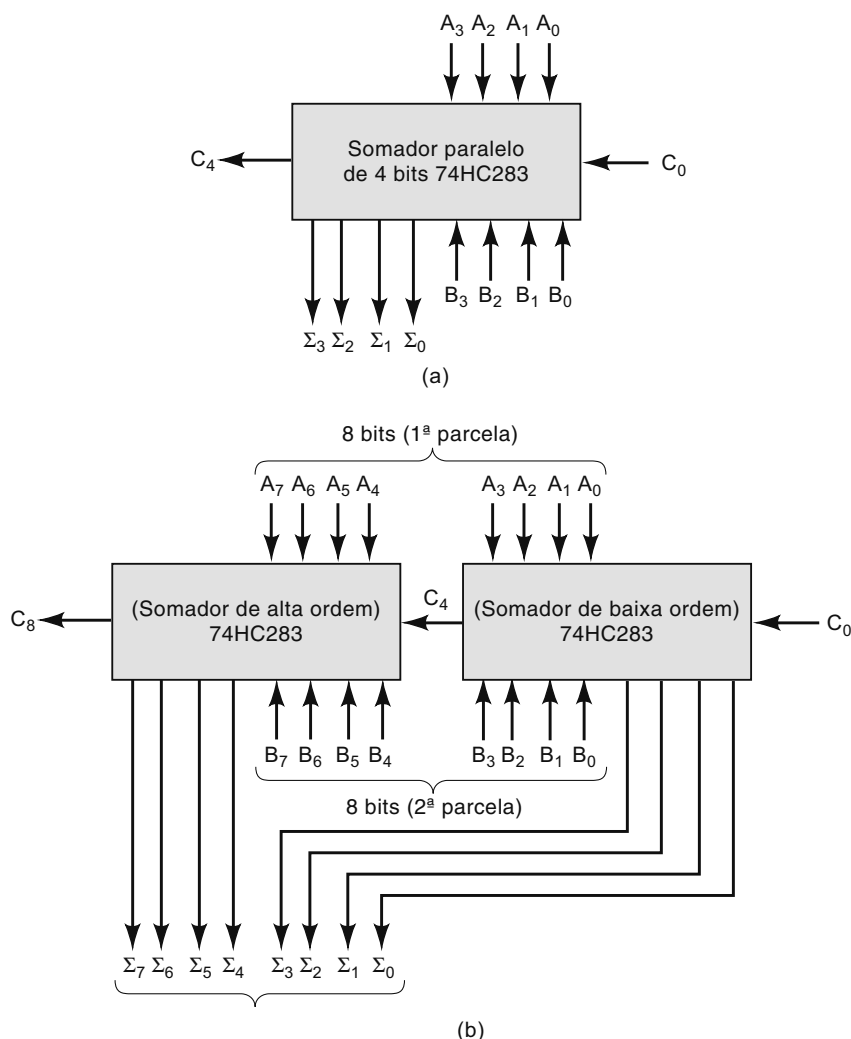 A₃ A₂ A₁ A₀
Somador paralelo
de 4 bits 74HC283
C₄
C₀
B₃ B₂ B₁ B₀
Σ₃ Σ₂ Σ₁ Σ₀
(a)
8 bits (1ª parcela)
A₇ A₆ A₅ A₄
A₃ A₂ A₁ A₀
(Somador de alta ordem)
74HC283
C₈
C₄
(Somador de baixa ordem)
74HC283
C₀
B₇ B₆ B₅ B₄
B₃ B₂ B₁ B₀
8 bits (2ª parcela)
Σ₇ Σ₆ Σ₅ Σ₄
Σ₃ Σ₂ Σ₁ Σ₀
(b)